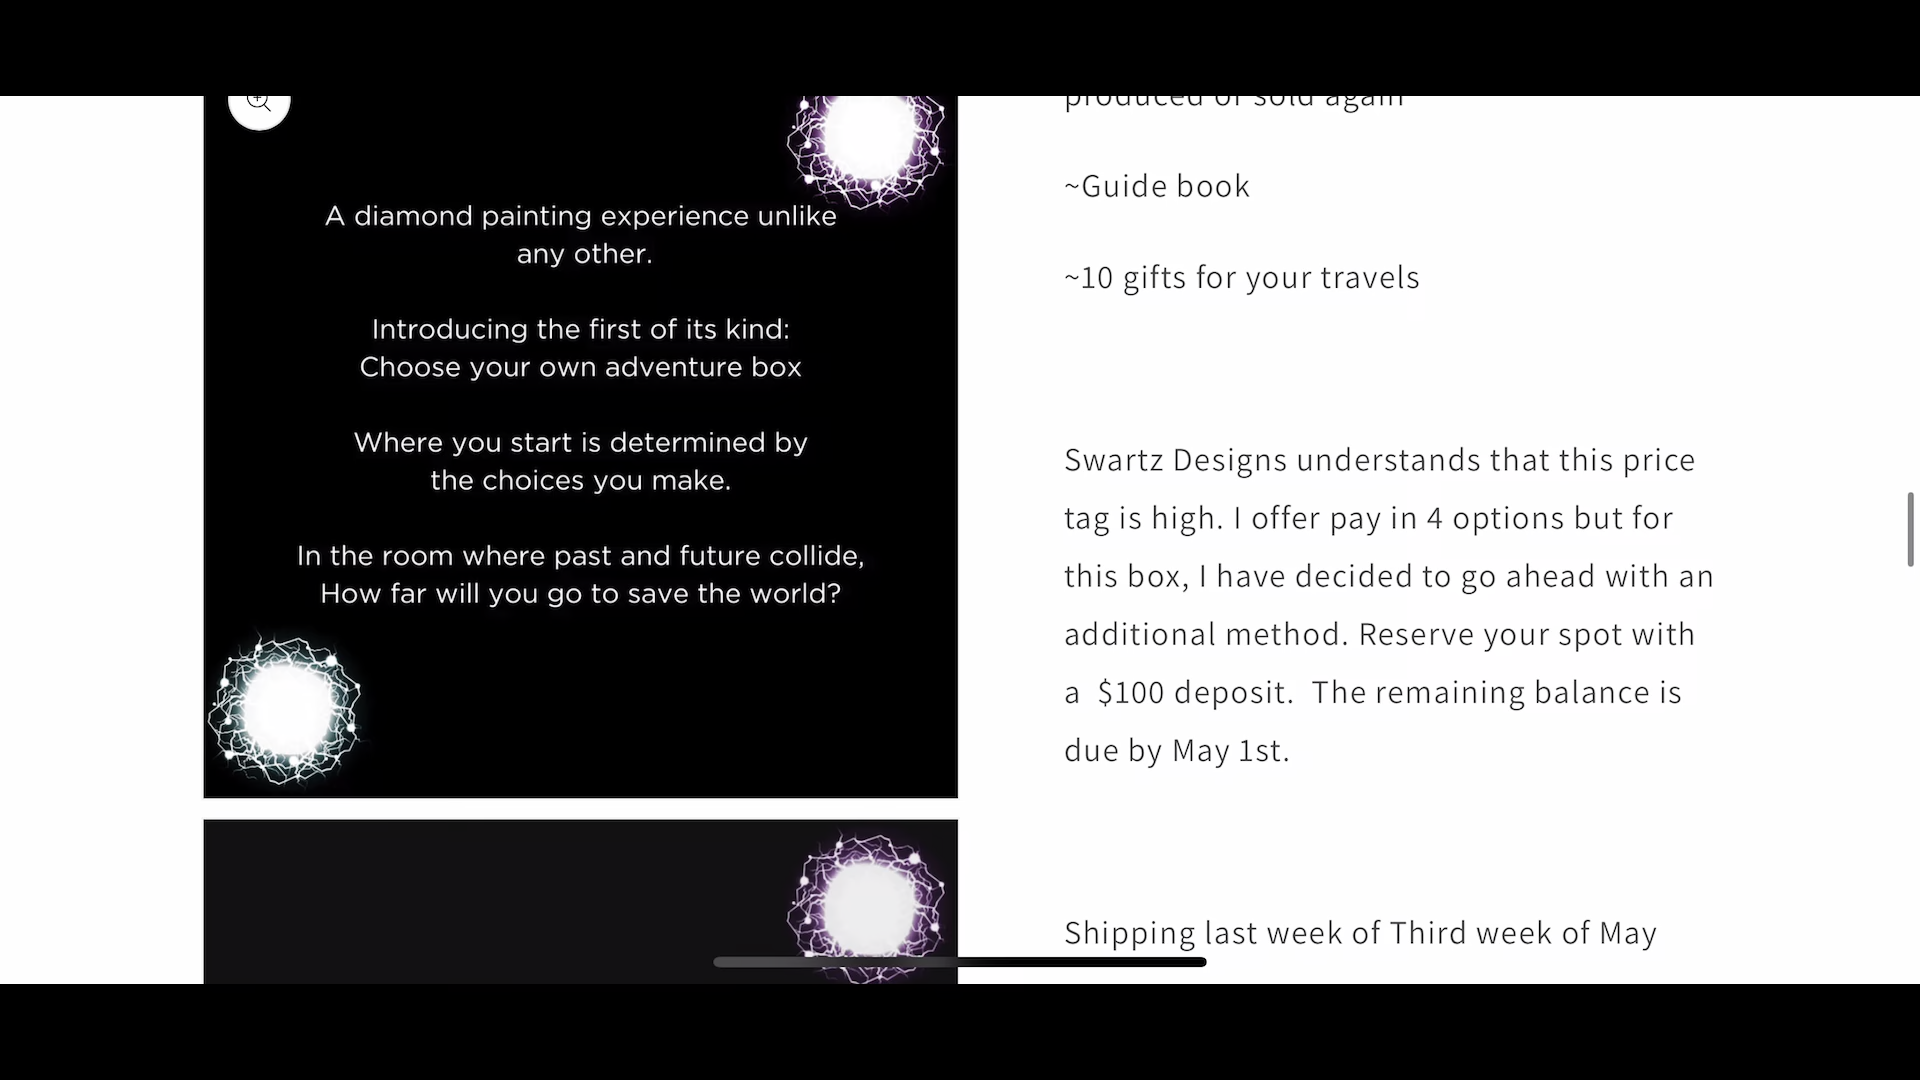 A diamond painting experience unlike
any other.
Introducing the first of its kind:
Choose your own adventure box
Where you start is determined by
the choices you make.
In the room where past and future collide,
How far will you go to save the world?
produced or sold again
~Guide book
~10 gifts for your travels
Swartz Designs understands that this price
tag is high. I offer pay in 4 options but for
this box, I have decided to go ahead with an
additional method. Reserve your spot with
a  $100 deposit.  The remaining balance is
due by May 1st.
Shipping last week of Third week of May